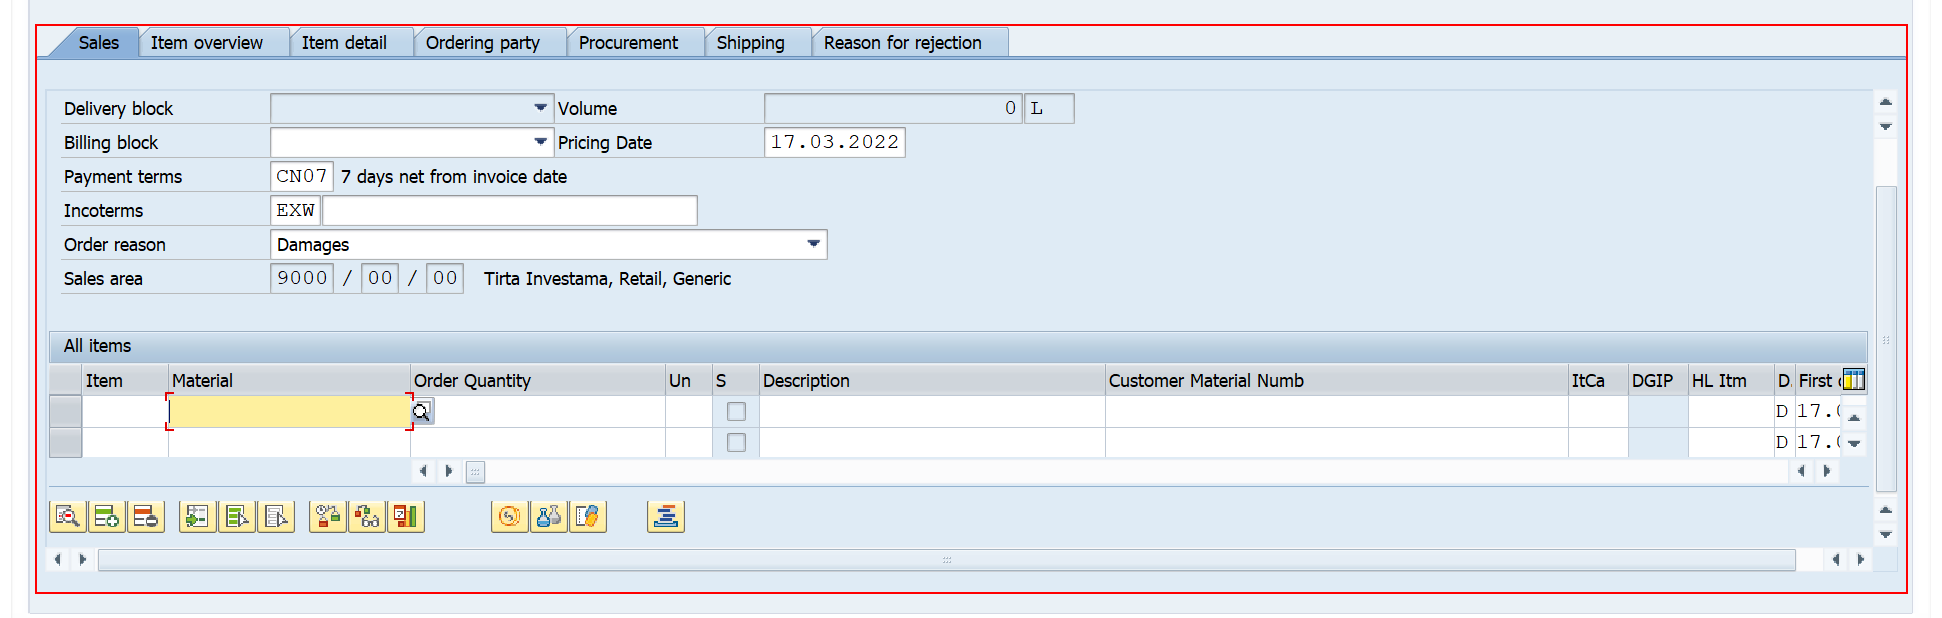 Sales Item overview Item detail Ordering party Procurement Shipping Reason for rejection
Delivery block Volume 0 L
Billing block Pricing Date 17.03.2022
Payment terms CN07 7 days net from invoice date
Incoterms EXW
Order reason Damages
Sales area 9000 / 00 / 00 Tirta Investama, Retail, Generic
All items
Item Material Order Quantity Un S Description Customer Material Numb ItCa DGIP HL Itm D. First
D 17.0
D 17.0